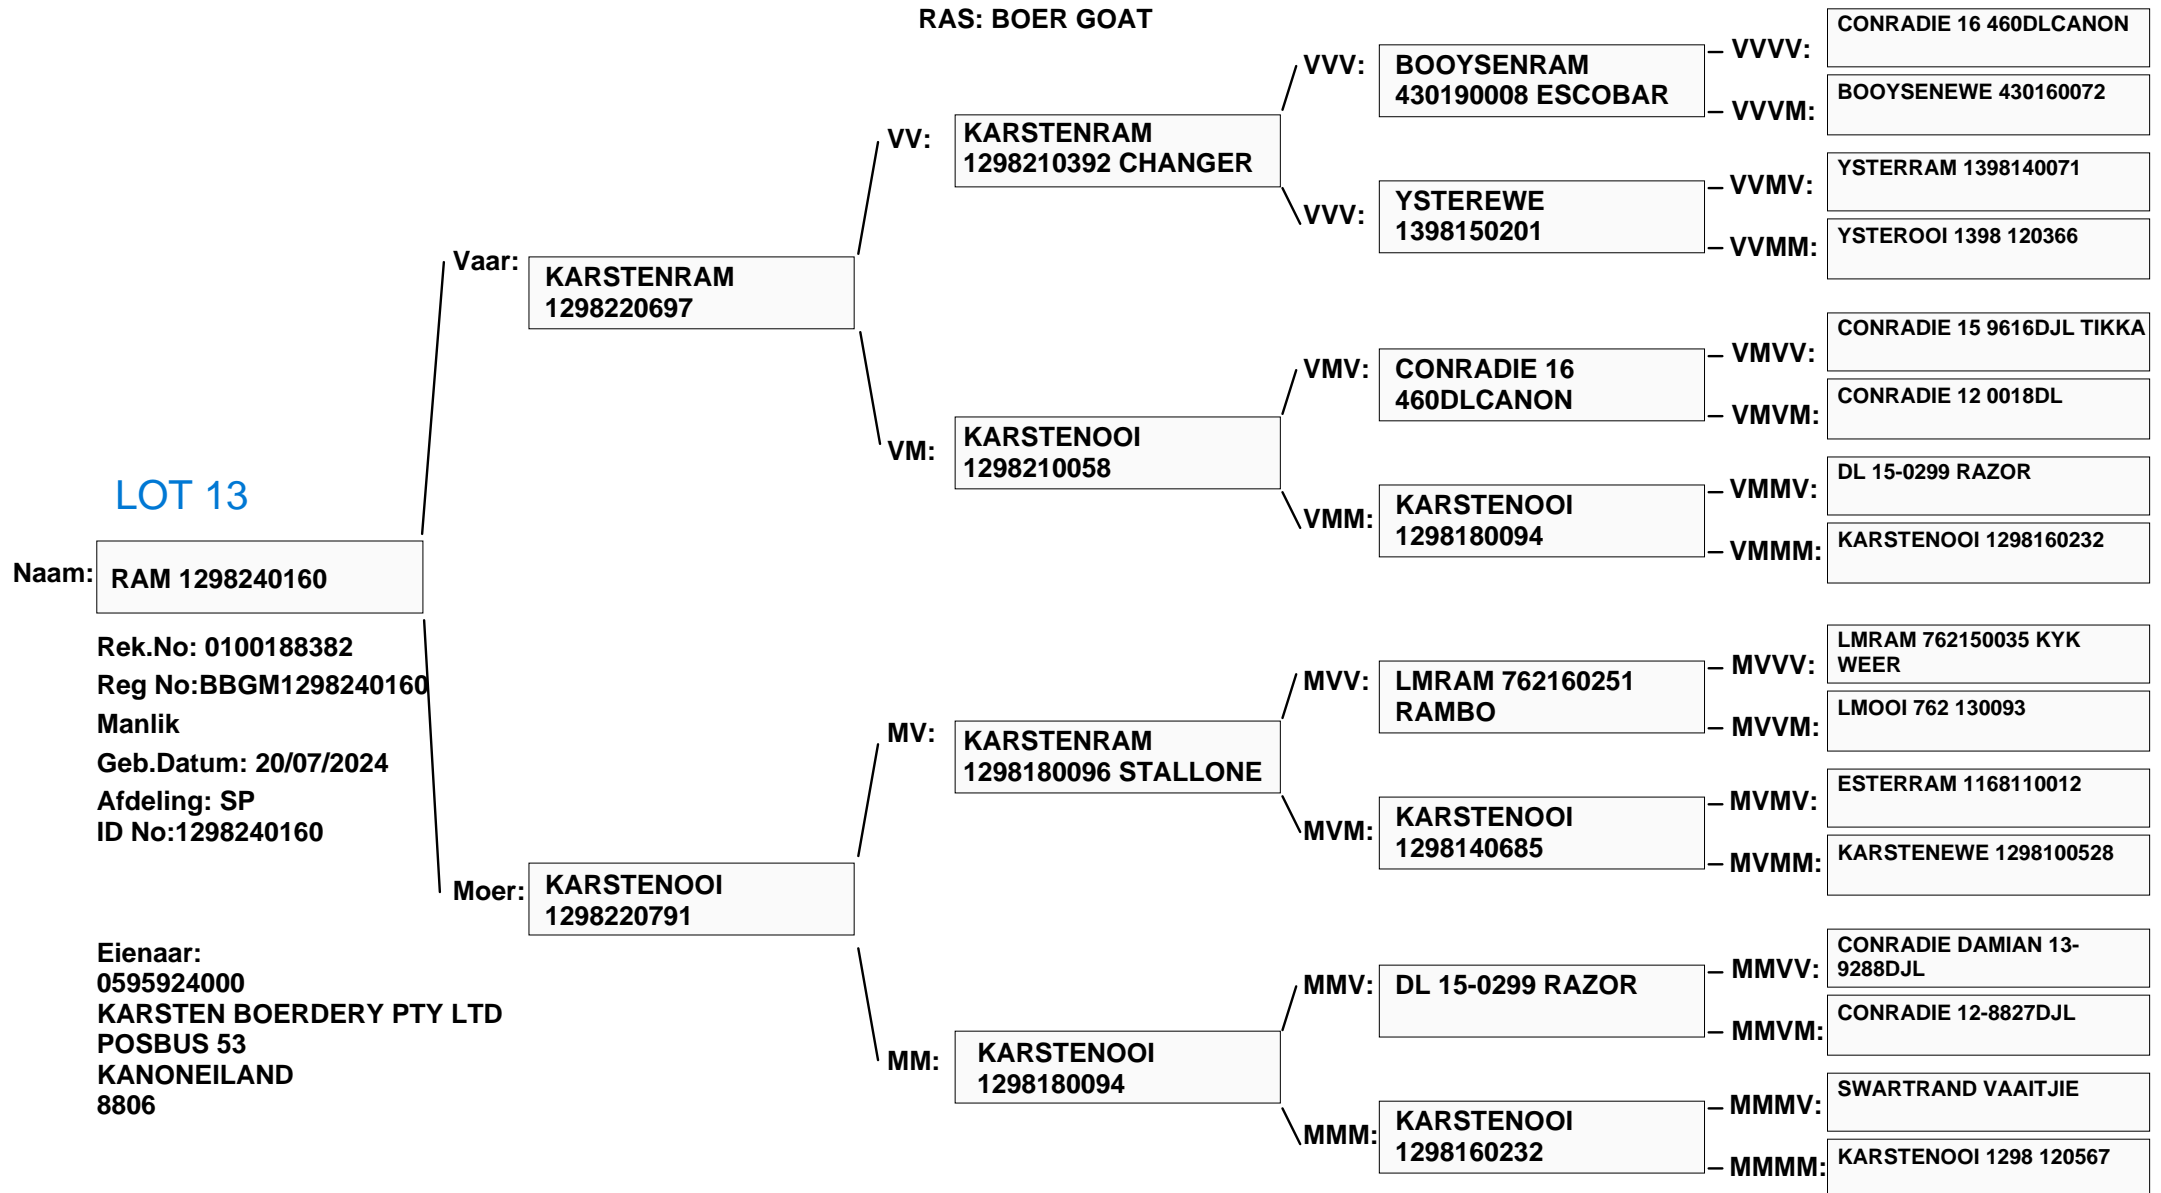 RAS: BOER GOAT
LOT 13
Naam:
RAM 1298240160
Rek.No: 0100188382
Reg No:BBGM1298240160
Manlik
Geb.Datum: 20/07/2024
Afdeling: SP
ID No:1298240160
Eienaar:
0595924000
KARSTEN BOERDERY PTY LTD
POSBUS 53
KANONEILAND
8806
Vaar:
KARSTENRAM
1298220697
Moer:
KARSTENOOI
1298220791
VV:
KARSTENRAM
1298210392 CHANGER
VM:
KARSTENOOI
1298210058
MV:
KARSTENRAM
1298180096 STALLONE
MM:
KARSTENOOI
1298180094
VVV:
BOOYSENRAM
430190008 ESCOBAR
VVV:
YSTEREWE
1398150201
VMV:
CONRADIE 16
460DLCANON
VMM:
KARSTENOOI
1298180094
MVV:
LMRAM 762160251
RAMBO
MVM:
KARSTENOOI
1298140685
MMV:
DL 15-0299 RAZOR
MMM:
KARSTENOOI
1298160232
VVVV:
CONRADIE 16 460DLCANON
VVVM:
BOOYSENEWE 430160072
VVMV:
YSTERRAM 1398140071
VVMM:
YSTEROOI 1398 120366
VMVV:
CONRADIE 15 9616DJL TIKKA
VMVM:
CONRADIE 12 0018DL
VMMV:
DL 15-0299 RAZOR
VMMM:
KARSTENOOI 1298160232
MVVV:
LMRAM 762150035 KYK
WEER
MVVM:
LMOOI 762 130093
MVMV:
ESTERRAM 1168110012
MVMM:
KARSTENEWE 1298100528
MMVV:
CONRADIE DAMIAN 13-
9288DJL
MMVM:
CONRADIE 12-8827DJL
MMMV:
SWARTRAND VAAITJIE
MMMM:
KARSTENOOI 1298 120567